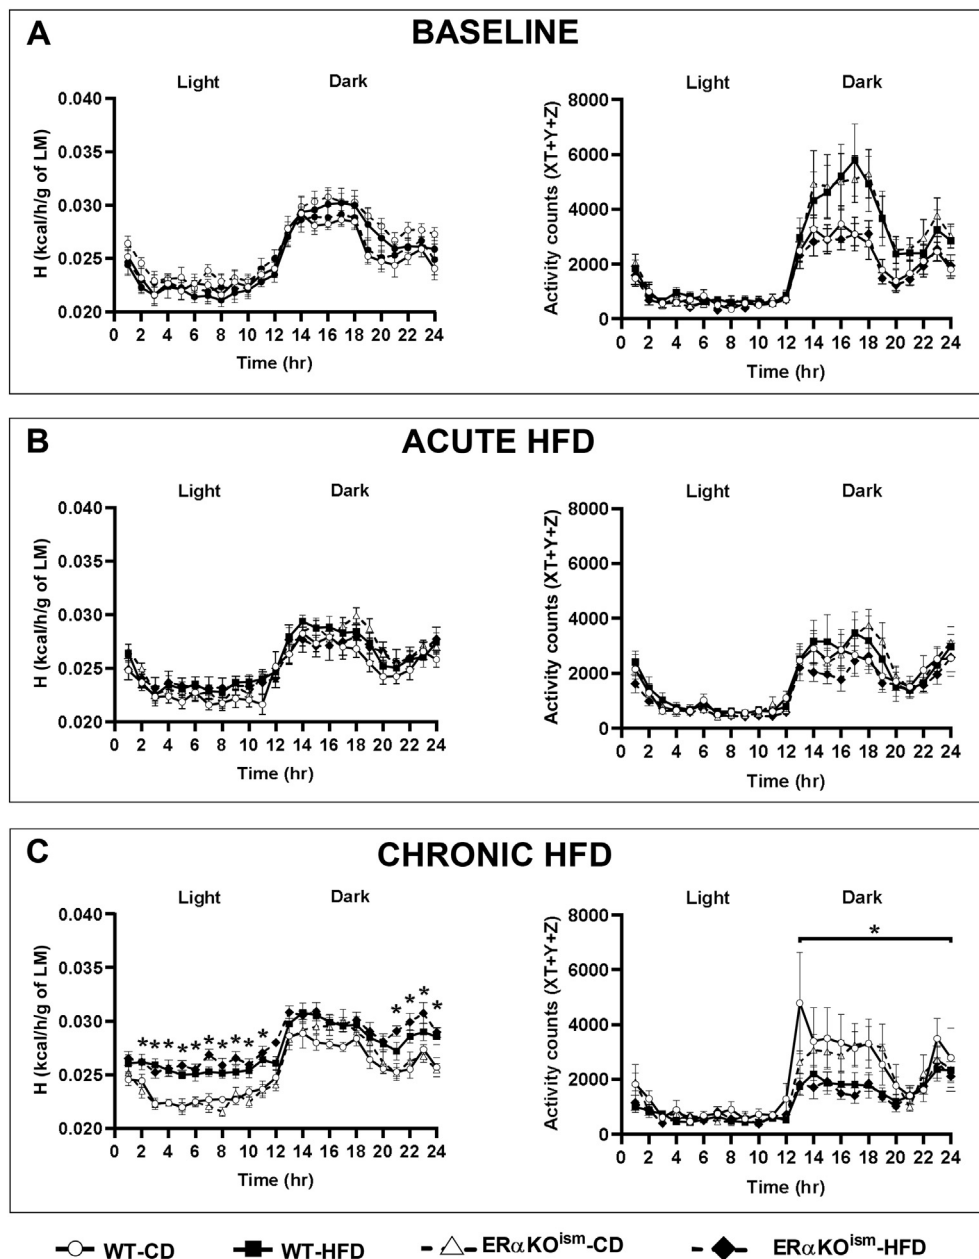 A
BASELINE
Light
Dark
H (kcal/h/g of LM)
0.040
0.035
0.030
0.025
0.020
0 2 4 6 8 10 12 14 16 18 20 22 24
Time (hr)
Light
Dark
Activity counts (XT+Y+Z)
8000
6000
4000
2000
0
0 2 4 6 8 10 12 14 16 18 20 22 24
Time (hr)
B
ACUTE HFD
Light
Dark
H (kcal/h/g of LM)
0.040
0.035
0.030
0.025
0.020
0 2 4 6 8 10 12 14 16 18 20 22 24
Time (hr)
Light
Dark
Activity counts (XT+Y+Z)
8000
6000
4000
2000
0
0 2 4 6 8 10 12 14 16 18 20 22 24
Time (hr)
C
CHRONIC HFD
Light
Dark
H (kcal/h/g of LM)
0.040
0.035
0.030
0.025
0.020
* * * * * * * * * * * * * *
0 2 4 6 8 10 12 14 16 18 20 22 24
Time (hr)
Light
Dark
Activity counts (XT+Y+Z)
8000
6000
4000
2000
0
*
0 2 4 6 8 10 12 14 16 18 20 22 24
Time (hr)
WT-CD WT-HFD ERαKOism-CD ERαKOism-HFD